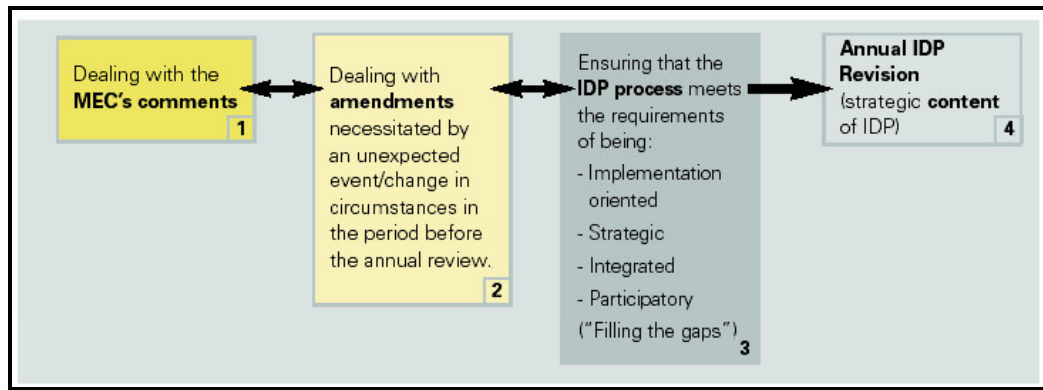 Dealing with the
MEC's comments
1
Dealing with
amendments
necessitated by
an unexpected
event/change in
circumstances in
the period before
the annual review.
2
Ensuring that the
IDP process meets
the requirements
of being:
- Implementation
oriented
- Strategic
- Integrated
- Participatory
("Filling the gaps")
3
Annual IDP
Revision
(strategic content
of IDP)
4